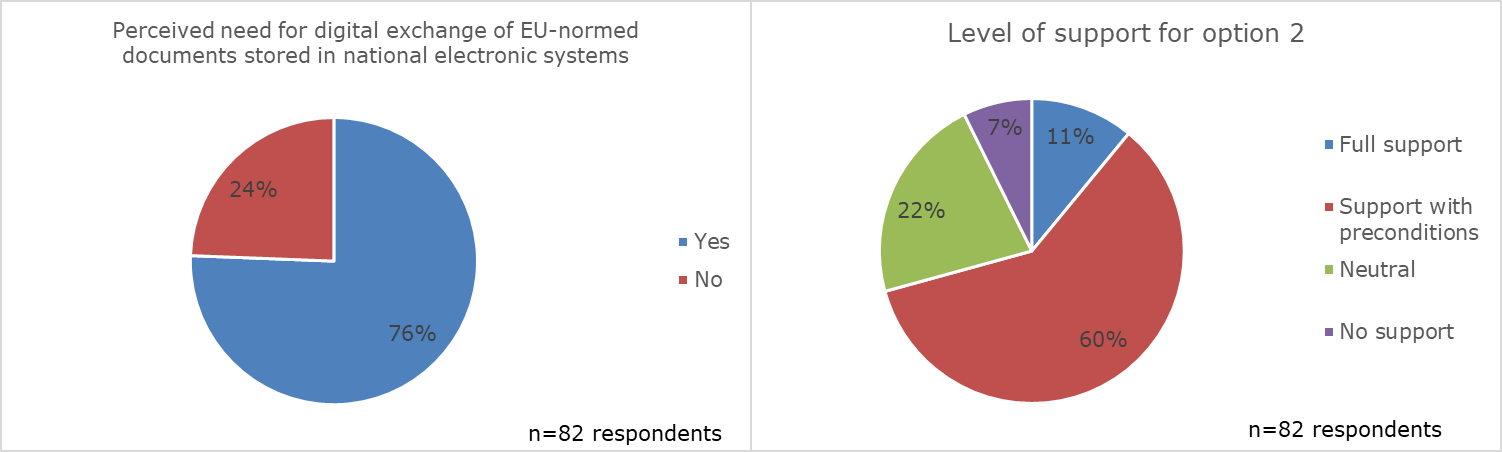 Perceived need for digital exchange of EU-normed
documents stored in national electronic systems
24%
76%
Yes
No
n=82 respondents
Level of support for option 2
7%
11%
22%
60%
Full support
Support with
preconditions
Neutral
No support
n=82 respondents